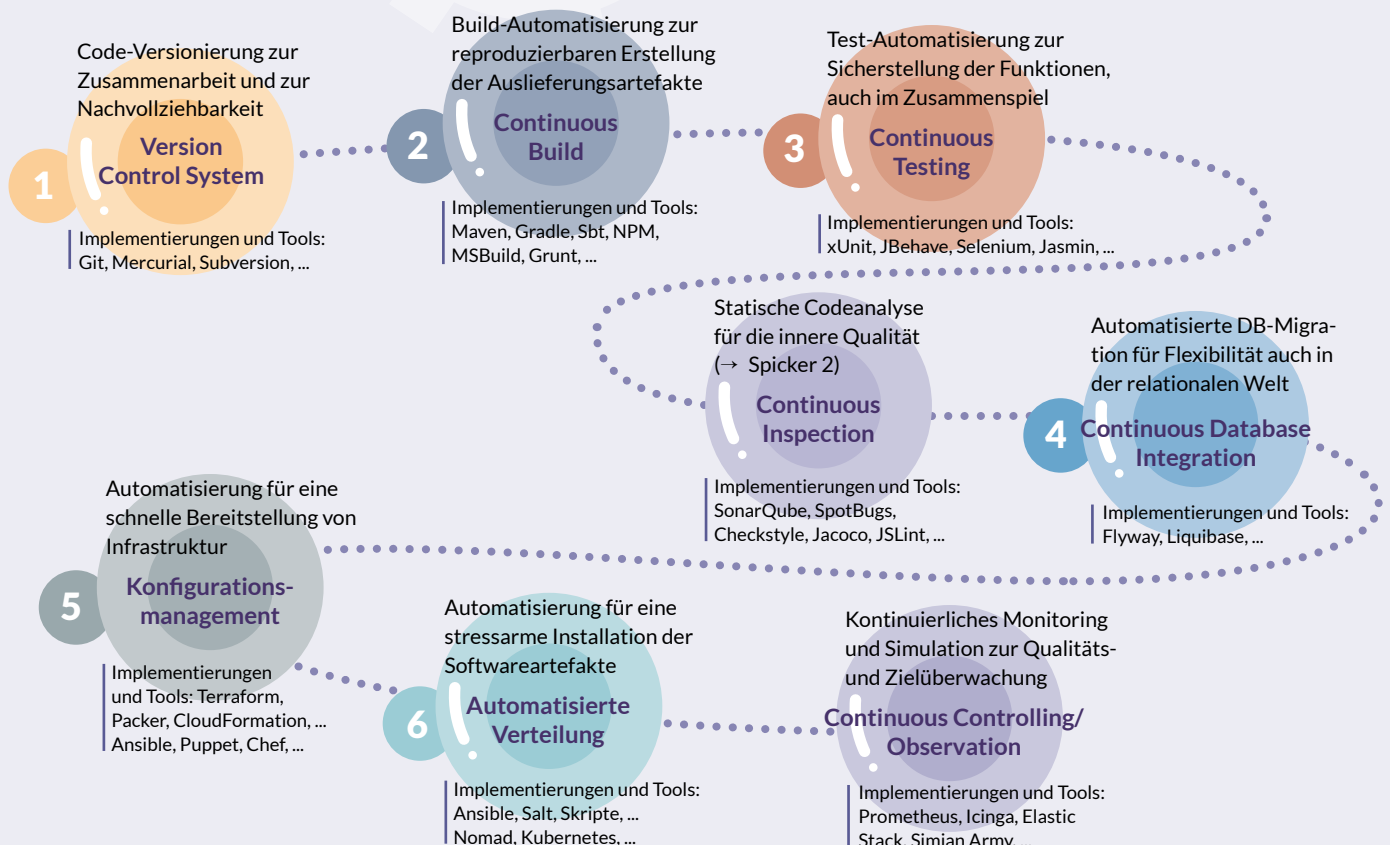 Code-Versionierung zur
Zusammenarbeit und zur
Nachvollziehbarkeit
1
Version
Control System
Implementierungen und Tools:
Git, Mercurial, Subversion, ...
Build-Automatisierung zur
reproduzierbaren Erstellung
der Auslieferungsartefakte
2
Continuous
Build
Implementierungen und Tools:
Maven, Gradle, Sbt, NPM,
MSBuild, Grunt, ...
Test-Automatisierung zur
Sicherstellung der Funktionen,
auch im Zusammenspiel
3
Continuous
Testing
Implementierungen und Tools:
xUnit, JBehave, Selenium, Jasmin, ...
Statische Codeanalyse
für die innere Qualität
(→ Spicker 2)
Continuous
Inspection
Implementierungen und Tools:
SonarQube, SpotBugs,
Checkstyle, Jacoco, JSLint, ...
Automatisierte DB-Migra-
tion für Flexibilität auch in
der relationalen Welt
4
Continuous Database
Integration
Implementierungen und Tools:
Flyway, Liquibase, ...
Automatisierung für eine
schnelle Bereitstellung von
Infrastruktur
5
Konfigurations-
management
Implementierungen
und Tools: Terraform,
Packer, CloudFormation, ...
Ansible, Puppet, Chef, ...
Automatisierung für eine
stressarme Installation der
Softwareartefakte
6
Automatisierte
Verteilung
Implementierungen und Tools:
Ansible, Salt, Skripte, ...
Nomad, Kubernetes, ...
Kontinuierliches Monitoring
und Simulation zur Qualitäts-
und Zielüberwachung
Continuous Controlling/
Observation
Implementierungen und Tools:
Prometheus, Icinga, Elastic
Stack, Simian Army, ...